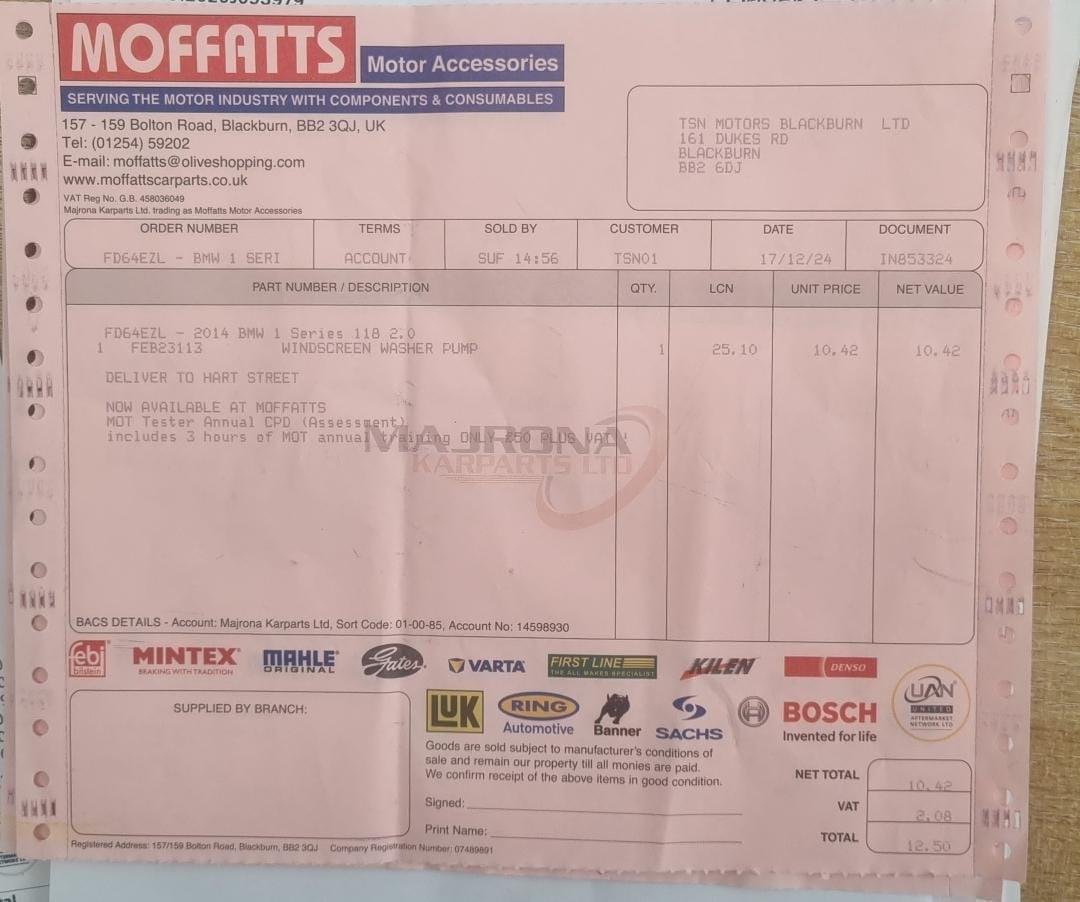 MOFFATTS
Motor Accessories
SERVING THE MOTOR INDUSTRY WITH COMPONENTS & CONSUMABLES
157 - 159 Bolton Road, Blackburn, BB2 3QJ, UK
Tel: (01254) 59202
E-mail: moffatts@oliveshopping.com
www.moffattscarparts.co.uk
VAT Reg No. G.B. 458036049
Majrona Karparts Ltd. trading as Moffatts Motor Accessories
TSN MOTORS BLACKBURN LTD
161 DUKES RD
BLACKBURN
BB2 6DJ
ORDER NUMBER TERMS SOLD BY CUSTOMER DATE DOCUMENT
FD64EZL - BMW 1 SERI ACCOUNT SUF 14:56 TSN01 17/12/24 IN853324
PART NUMBER / DESCRIPTION QTY. LCN UNIT PRICE NET VALUE
FD64EZL - 2014 BMW 1 Series 118 2.0
1 FEB23113 WINDSCREEN WASHER PUMP 1 25.10 10.42 10.42
DELIVER TO HART STREET
NOW AVAILABLE AT MOFFATTS
MOT Tester Annual CPD (Assessment)
includes 3 hours of MOT annual training ONLY £50 PLUS VAT !
MAJRONA
KARPARTS LTD
BACS DETAILS - Account: Majrona Karparts Ltd, Sort Code: 01-00-85, Account No: 14598930
febi
bilstein
MINTEX
BRAKING WITH TRADITION
MAHLE
ORIGINAL
Gates
VARTA
FIRST LINE
THE ALL MAKES SPECIALIST
KILEN
DENSO
UAN
UNITED
AFTERMARKET
NETWORK LTD
LUK
RING
Automotive
Banner
SACHS
BOSCH
Invented for life
SUPPLIED BY BRANCH:
Goods are sold subject to manufacturer's conditions of
sale and remain our property till all monies are paid.
We confirm receipt of the above items in good condition.
Signed:
Print Name:
NET TOTAL 10.42
VAT 2.08
TOTAL 12.50
Registered Address: 157/159 Bolton Road, Blackburn, BB2 3QJ Company Registration Number: 07489891